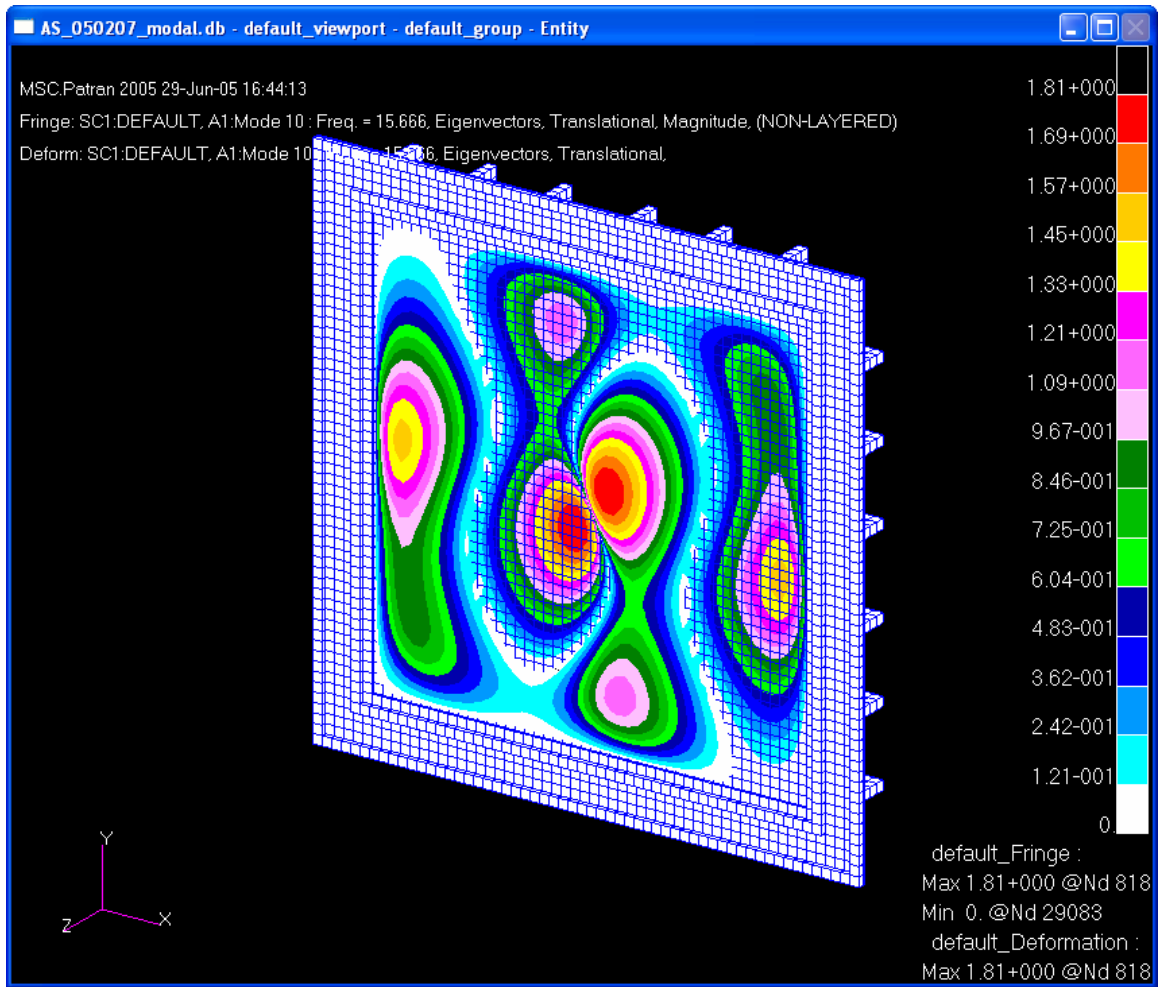 AS_050207_modal.db - default_viewport - default_group - Entity
MSC.Patran 2005 29-Jun-05 16:44:13
Fringe: SC1:DEFAULT, A1:Mode 10 : Freq. = 15.666, Eigenvectors, Translational, Magnitude, (NON-LAYERED)
Deform: SC1:DEFAULT, A1:Mode 10 66, Eigenvectors, Translational,
1.81+000
1.69+000
1.57+000
1.45+000
1.33+000
1.21+000
1.09+000
9.67-001
8.46-001
7.25-001
6.04-001
4.83-001
3.62-001
2.42-001
1.21-001
0.
default_Fringe :
Max 1.81+000 @Nd 818
Min 0. @Nd 29083
default_Deformation :
Max 1.81+000 @Nd 818
Y
Z
X